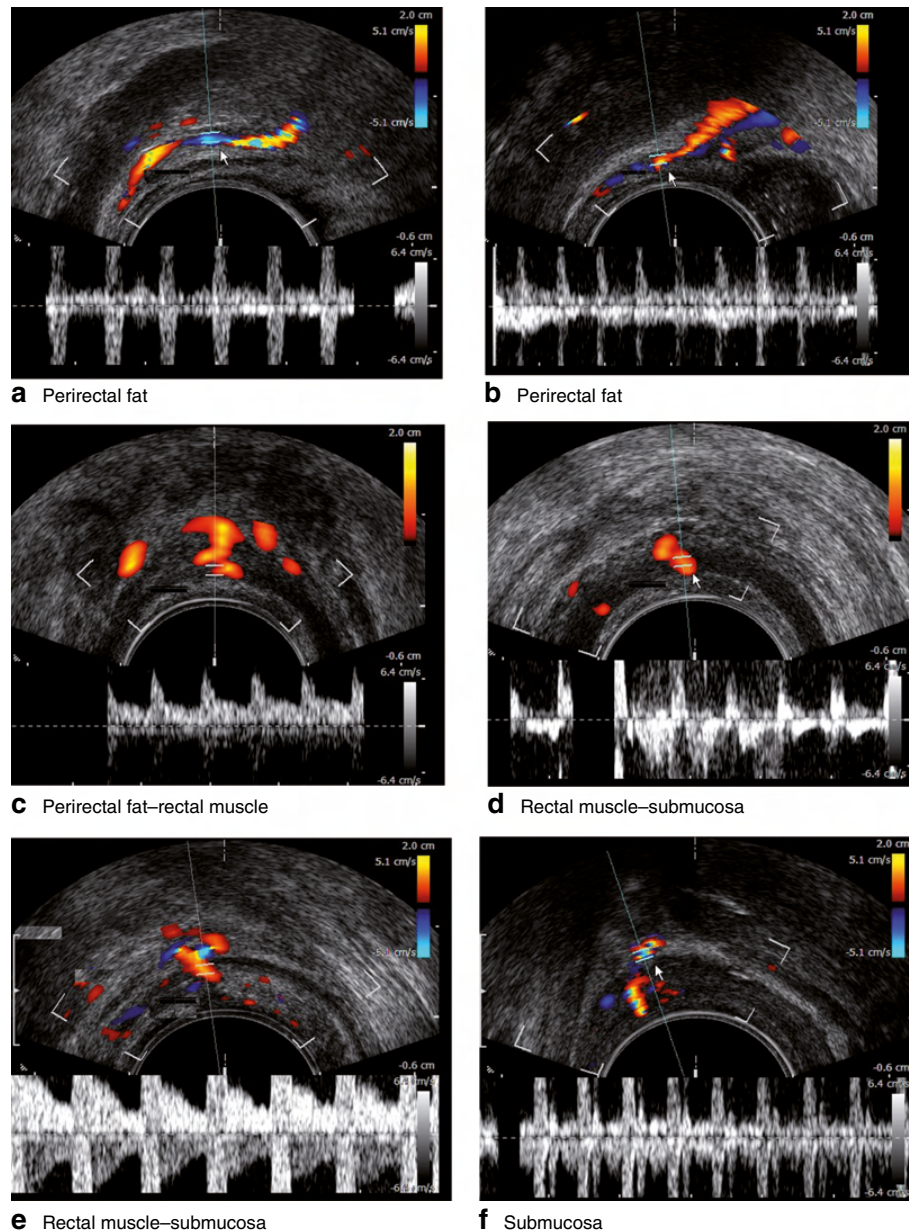 2.0 cm
5.1 cm/s
-5.1 cm/s
-0.6 cm
6.4 cm/s
-6.4 cm/s
a Perirectal fat
2.0 cm
5.1 cm/s
-5.1 cm/s
-0.6 cm
6.4 cm/s
-6.4 cm/s
b Perirectal fat
2.0 cm
-0.6 cm
6.4 cm/s
-6.4 cm/s
c Perirectal fat–rectal muscle
2.0 cm
-0.6 cm
6.4 cm/s
-6.4 cm/s
d Rectal muscle–submucosa
2.0 cm
5.1 cm/s
-5.1 cm/s
-0.6 cm
e Rectal muscle–submucosa
2.0 cm
5.1 cm/s
-5.1 cm/s
-0.6 cm
6.4 cm/s
-6.4 cm/s
f Submucosa